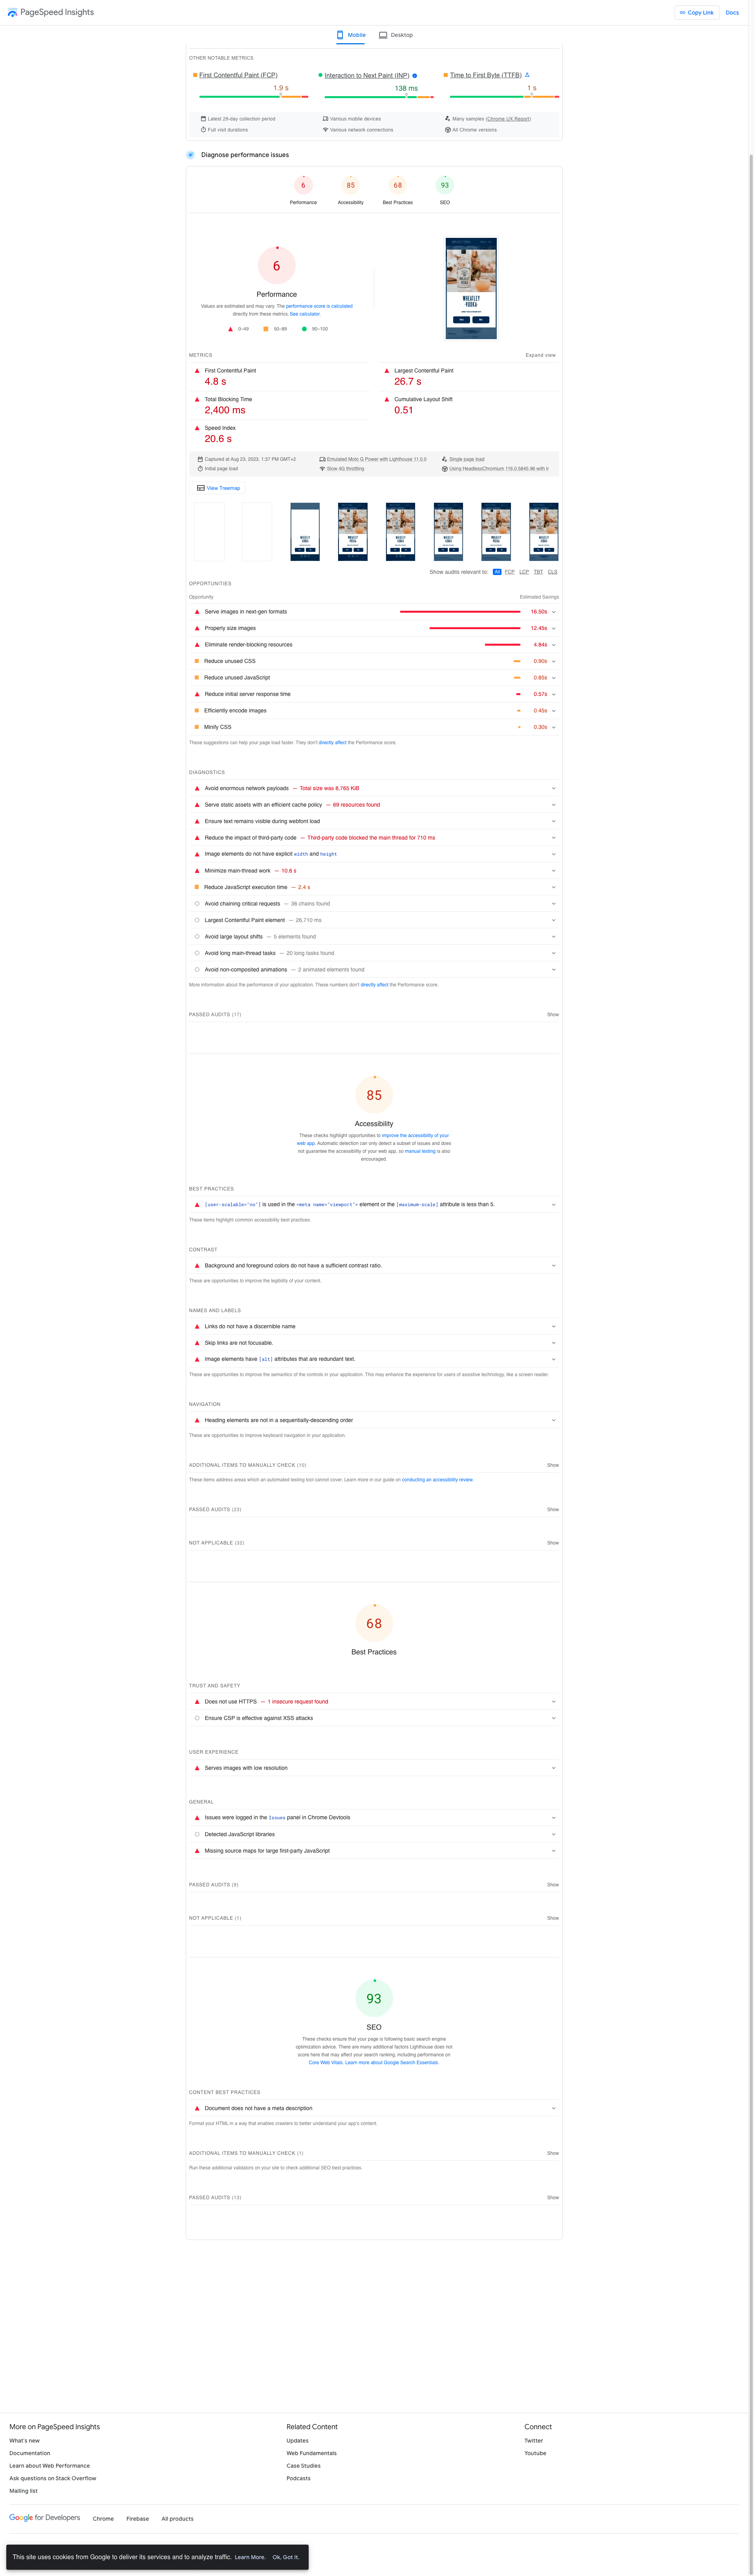 PageSpeed Insights
Copy Link
Docs
Mobile
Desktop
OTHER NOTABLE METRICS
First Contentful Paint (FCP)
1.9 s
Interaction to Next Paint (INP)
138 ms
Time to First Byte (TTFB)
1 s
Latest 28-day collection period
Various mobile devices
Many samples (Chrome UX Report)
Full visit durations
Various network connections
All Chrome versions
Diagnose performance issues
6
85
68
93
Performance
Accessibility
Best Practices
SEO
6
Performance
Values are estimated and may vary. The performance score is calculated
directly from these metrics. See calculator.
0–49
50–89
90–100
WHEATLEY
VODKA
METRICS
Expand view
First Contentful Paint
4.8 s
Largest Contentful Paint
26.7 s
Total Blocking Time
2,400 ms
Cumulative Layout Shift
0.51
Speed Index
20.6 s
Captured at Aug 23, 2023, 1:37 PM GMT+2
Emulated Moto G Power with Lighthouse 11.0.0
Single page load
Initial page load
Slow 4G throttling
Using HeadlessChromium 116.0.5845.96 with lr
View Treemap
Show audits relevant to: All FCP LCP TBT CLS
OPPORTUNITIES
Opportunity
Estimated Savings
Serve images in next-gen formats
16.50s
Properly size images
12.45s
Eliminate render-blocking resources
4.84s
Reduce unused CSS
0.90s
Reduce unused JavaScript
0.85s
Reduce initial server response time
0.57s
Efficiently encode images
0.45s
Minify CSS
0.30s
These suggestions can help your page load faster. They don't directly affect the Performance score.
DIAGNOSTICS
Avoid enormous network payloads — Total size was 8,765 KiB
Serve static assets with an efficient cache policy — 69 resources found
Ensure text remains visible during webfont load
Reduce the impact of third-party code — Third-party code blocked the main thread for 710 ms
Image elements do not have explicit width and height
Minimize main-thread work — 10.6 s
Reduce JavaScript execution time — 2.4 s
Avoid chaining critical requests — 36 chains found
Largest Contentful Paint element — 26,710 ms
Avoid large layout shifts — 5 elements found
Avoid long main-thread tasks — 20 long tasks found
Avoid non-composited animations — 2 animated elements found
More information about the performance of your application. These numbers don't directly affect the Performance score.
PASSED AUDITS (17)
Show
85
Accessibility
These checks highlight opportunities to improve the accessibility of your
web app. Automatic detection can only detect a subset of issues and does
not guarantee the accessibility of your web app, so manual testing is also
encouraged.
BEST PRACTICES
[user-scalable="no"] is used in the <meta name="viewport"> element or the [maximum-scale] attribute is less than 5.
These items highlight common accessibility best practices.
CONTRAST
Background and foreground colors do not have a sufficient contrast ratio.
These are opportunities to improve the legibility of your content.
NAMES AND LABELS
Links do not have a discernible name
Skip links are not focusable.
Image elements have [alt] attributes that are redundant text.
These are opportunities to improve the semantics of the controls in your application. This may enhance the experience for users of assistive technology, like a screen reader.
NAVIGATION
Heading elements are not in a sequentially-descending order
These are opportunities to improve keyboard navigation in your application.
ADDITIONAL ITEMS TO MANUALLY CHECK (10)
Show
These items address areas which an automated testing tool cannot cover. Learn more in our guide on conducting an accessibility review.
PASSED AUDITS (23)
Show
NOT APPLICABLE (32)
Show
68
Best Practices
TRUST AND SAFETY
Does not use HTTPS — 1 insecure request found
Ensure CSP is effective against XSS attacks
USER EXPERIENCE
Serves images with low resolution
GENERAL
Issues were logged in the Issues panel in Chrome Devtools
Detected JavaScript libraries
Missing source maps for large first-party JavaScript
PASSED AUDITS (9)
Show
NOT APPLICABLE (1)
Show
93
SEO
These checks ensure that your page is following basic search engine
optimization advice. There are many additional factors Lighthouse does not
score here that may affect your search ranking, including performance on
Core Web Vitals. Learn more about Google Search Essentials.
CONTENT BEST PRACTICES
Document does not have a meta description
Format your HTML in a way that enables crawlers to better understand your app's content.
ADDITIONAL ITEMS TO MANUALLY CHECK (1)
Show
Run these additional validators on your site to check additional SEO best practices.
PASSED AUDITS (13)
Show
More on PageSpeed Insights
What's new
Documentation
Learn about Web Performance
Ask questions on Stack Overflow
Mailing list
Related Content
Updates
Web Fundamentals
Case Studies
Podcasts
Connect
Twitter
Youtube
Google for Developers
Chrome
Firebase
All products
This site uses cookies from Google to deliver its services and to analyze traffic. Learn More. Ok, Got it.